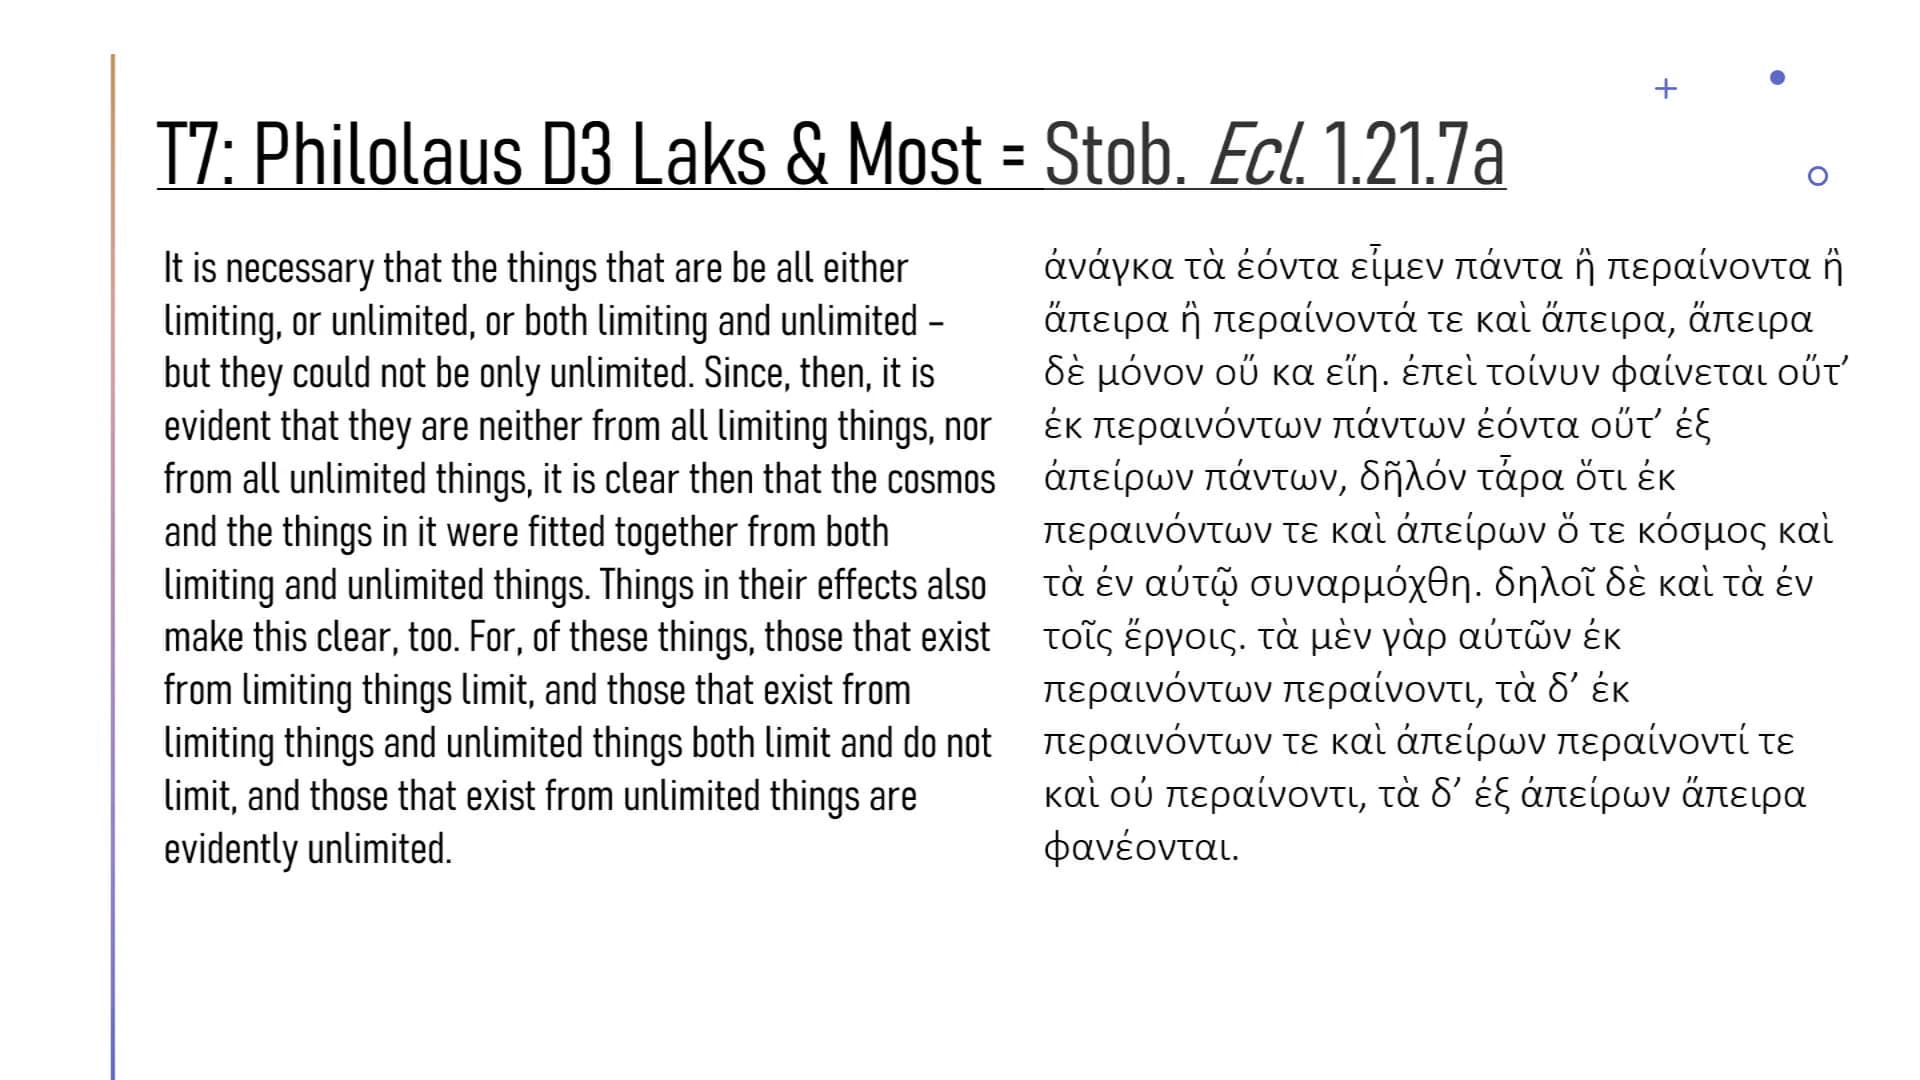 T7: Philolaus D3 Laks & Most = Stob. Ecl. 1.21.7a
It is necessary that the things that are be all either
limiting, or unlimited, or both limiting and unlimited –
but they could not be only unlimited. Since, then, it is
evident that they are neither from all limiting things, nor
from all unlimited things, it is clear then that the cosmos
and the things in it were fitted together from both
limiting and unlimited things. Things in their effects also
make this clear, too. For, of these things, those that exist
from limiting things limit, and those that exist from
limiting things and unlimited things both limit and do not
limit, and those that exist from unlimited things are
evidently unlimited.
ἀνάγκα τὰ ἐόντα εἶμεν πάντα ἢ περαίνοντα ἢ
ἄπειρα ἢ περαίνοντά τε καὶ ἄπειρα, ἄπειρα
δὲ μόνον οὔ κα εἴη. ἐπεὶ τοίνυν φαίνεται οὔτ’
ἐκ περαινόντων πάντων ἐόντα οὔτ’ ἐξ
ἀπείρων πάντων, δῆλόν τἆρα ὅτι ἐκ
περαινόντων τε καὶ ἀπείρων ὅ τε κόσμος καὶ
τὰ ἐν αὐτῷ συναρμόχθη. δηλοῖ δὲ καὶ τὰ ἐν
τοῖς ἔργοις. τὰ μὲν γὰρ αὐτῶν ἐκ
περαινόντων περαίνοντι, τὰ δ’ ἐκ
περαινόντων τε καὶ ἀπείρων περαίνοντί τε
καὶ οὐ περαίνοντι, τὰ δ’ ἐξ ἀπείρων ἄπειρα
φανέονται.